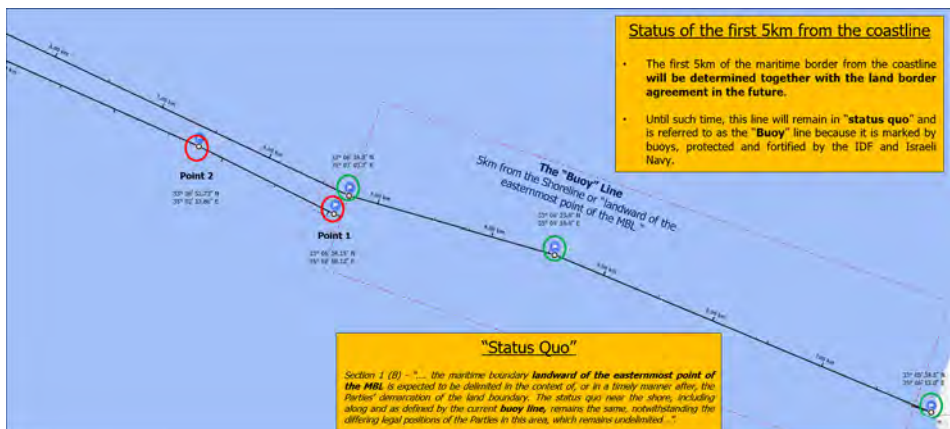 Status of the first 5km from the coastline
• The first 5km of the maritime border from the coastline
will be determined together with the land border
agreement in the future.
• Until such time, this line will remain in "status quo" and
is referred to as the "Buoy" line because it is marked by
buoys, protected and fortified by the IDF and Israeli
Navy.
Point 2
The "Buoy" Line
5km from the Shoreline or "landward of the
easternmost point of the MBL"
Point 1
"Status Quo"
Section 1 (B) – ".... the maritime boundary landward of the easternmost point of
the MBL is expected to be delimited in the context of, or in a timely manner after, the
Parties' demarcation of the land boundary. The status quo near the shore, including
along and as defined by the current buoy line, remains the same, notwithstanding the
differing legal positions of the Parties in this area, which remains undelimited..".